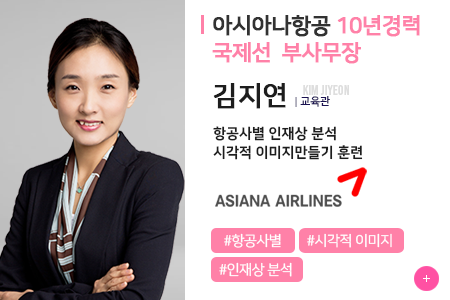 아시아나항공 10년경력
국제선 부사무장
김지연 KIM JIYEON
| 교육관
항공사별 인재상 분석
시각적 이미지만들기 훈련
ASIANA AIRLINES
#항공사별 #시각적 이미지
#인재상 분석
+